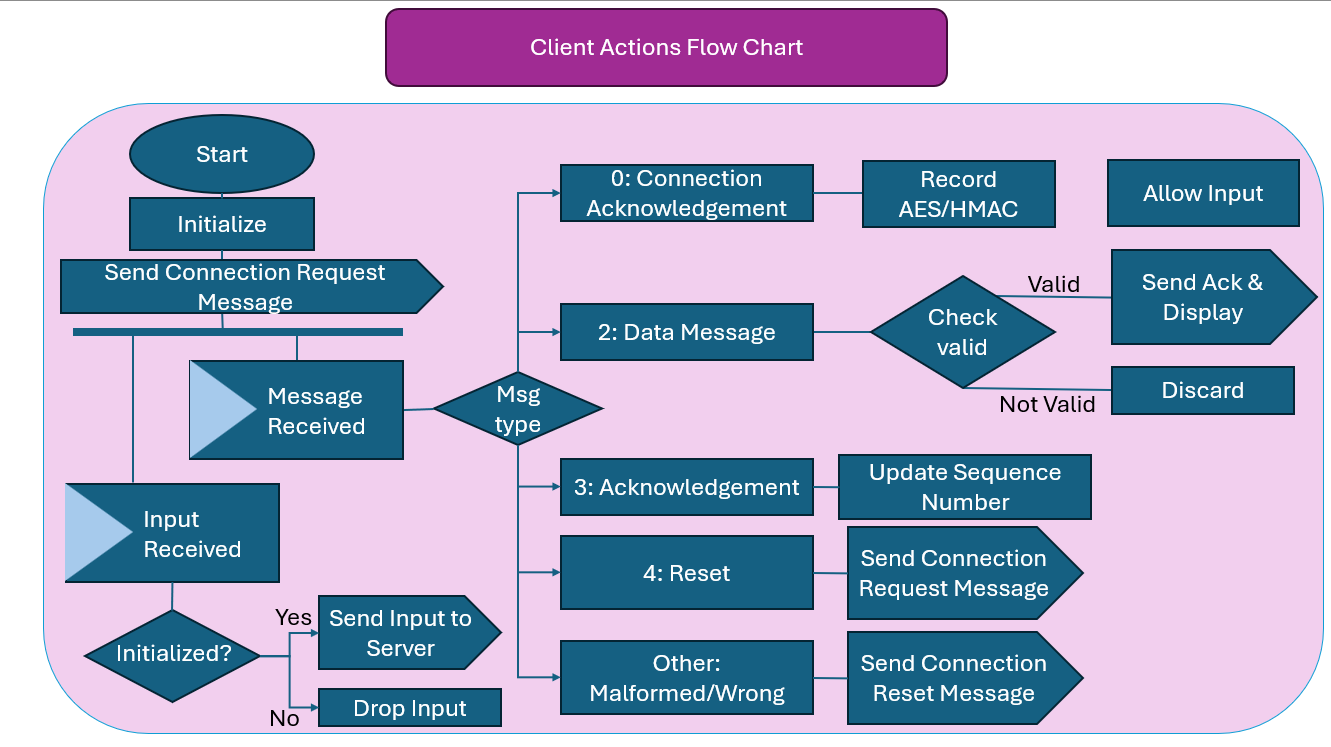 Client Actions Flow Chart
Start
Initialize
Send Connection Request
Message
Message
Received
Input
Received
Initialized?
Yes
Send Input to
Server
No
Drop Input
Msg
type
0: Connection
Acknowledgement
Record
AES/HMAC
Allow Input
2: Data Message
Check
valid
Valid
Send Ack &
Display
Not Valid
Discard
3: Acknowledgement
Update Sequence
Number
4: Reset
Send Connection
Request Message
Other:
Malformed/Wrong
Send Connection
Reset Message